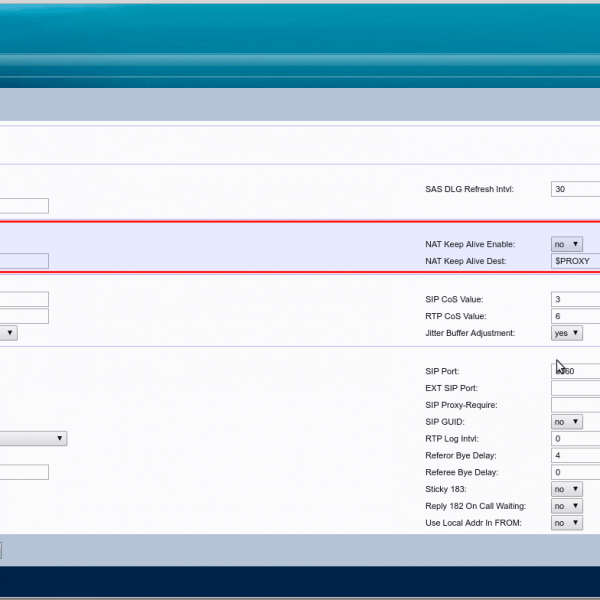 SAS DLG Refresh Intvl: 30
NAT Keep Alive Enable: no
NAT Keep Alive Dest: $PROXY
SIP CoS Value: 3
RTP CoS Value: 6
Jitter Buffer Adjustment: yes
SIP Port:
EXT SIP Port:
SIP Proxy-Require:
SIP GUID: no
RTP Log Intvl: 0
Referor Bye Delay: 4
Referee Bye Delay: 0
Sticky 183: no
Reply 182 On Call Waiting: no
Use Local Addr In FROM: no